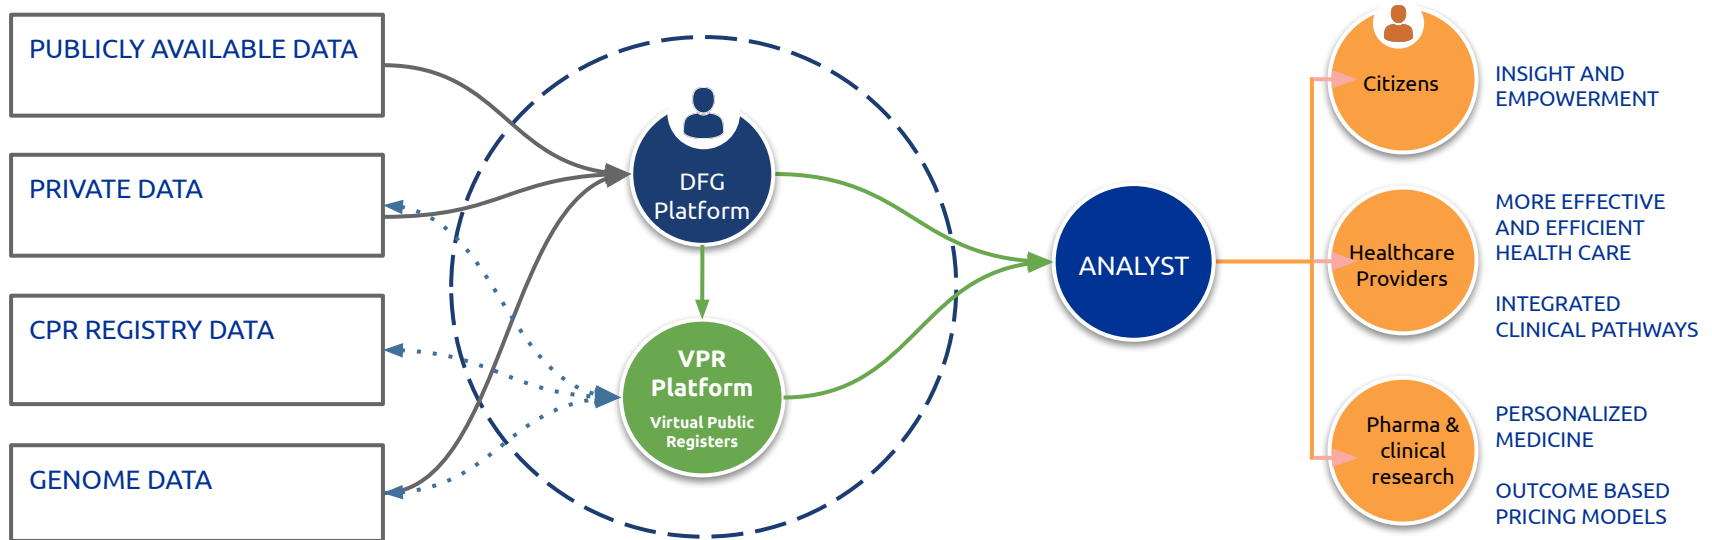 PUBLICLY AVAILABLE DATA
PRIVATE DATA
CPR REGISTRY DATA
GENOME DATA
DFG
Platform
VPR
Platform
Virtual Public
Registers
ANALYST
Citizens
INSIGHT AND
EMPOWERMENT
Healthcare
Providers
MORE EFFECTIVE
AND EFFICIENT
HEALTH CARE
INTEGRATED
CLINICAL PATHWAYS
Pharma &
clinical
research
PERSONALIZED
MEDICINE
OUTCOME BASED
PRICING MODELS